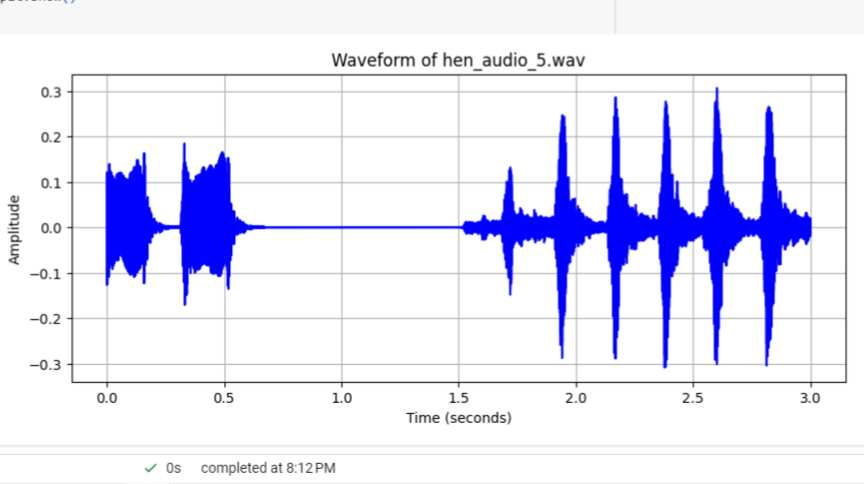 Waveform of hen_audio_5.wav
0.3
0.2
0.1
0.0
−0.1
−0.2
−0.3
Amplitude
0.0 0.5 1.0 1.5 2.0 2.5 3.0
Time (seconds)
0s completed at 8:12 PM